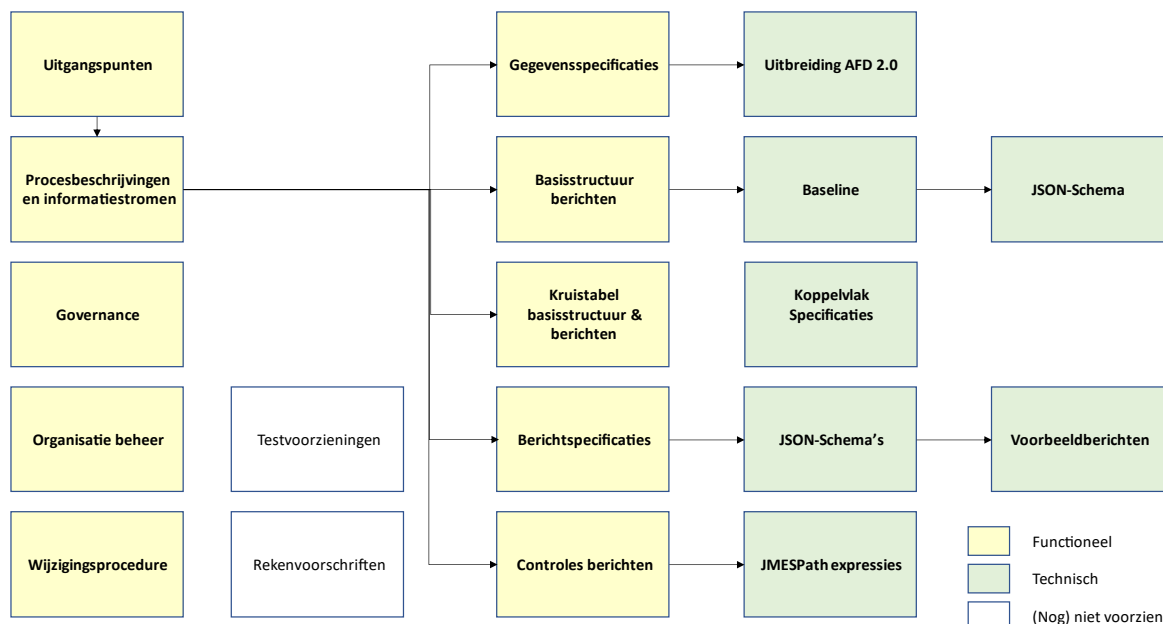 Uitgangspunten
Gegevensspecificaties
Uitbreiding AFD 2.0
Procesbeschrijvingen
en informatiestromen
Basisstructuur
berichten
Baseline
JSON-Schema
Governance
Kruistabel
basisstructuur &
berichten
Koppelvlak
Specificaties
Organisatie beheer
Testvoorzieningen
Berichtspecificaties
JSON-Schema's
Voorbeeldberichten
Wijzigingsprocedure
Rekenvoorschriften
Controles berichten
JMESPath expressies
Functioneel
Technisch
(Nog) niet voorzien